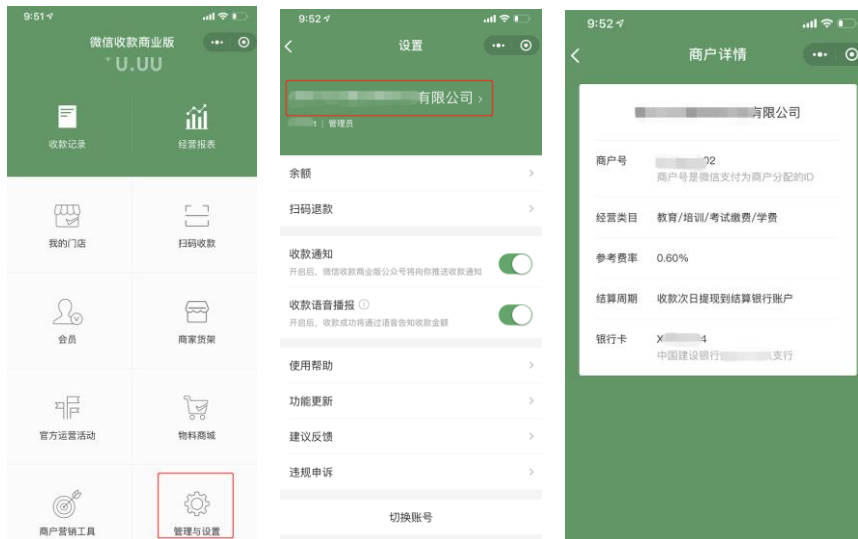 9:51
微信收款商业版
收款记录
经营报表
我的门店
扫码收款
会员
商家货架
官方运营活动
物料商城
商户营销工具
管理与设置
9:52
设置
有限公司
管理员
余额
扫码退款
收款通知
开启后，微信收款商业版公众号将向你推送收款通知
收款语音播报
开启后，收款成功将通过语音告知收款金额
使用帮助
功能更新
建议反馈
违规申诉
切换账号
9:52
商户详情
有限公司
商户号 02
商户号是微信支付为商户分配的ID
经营类目 教育/培训/考试缴费/学费
参考费率 0.60%
结算周期 收款次日提现到结算银行账户
银行卡 X 4
中国建设银行 支行